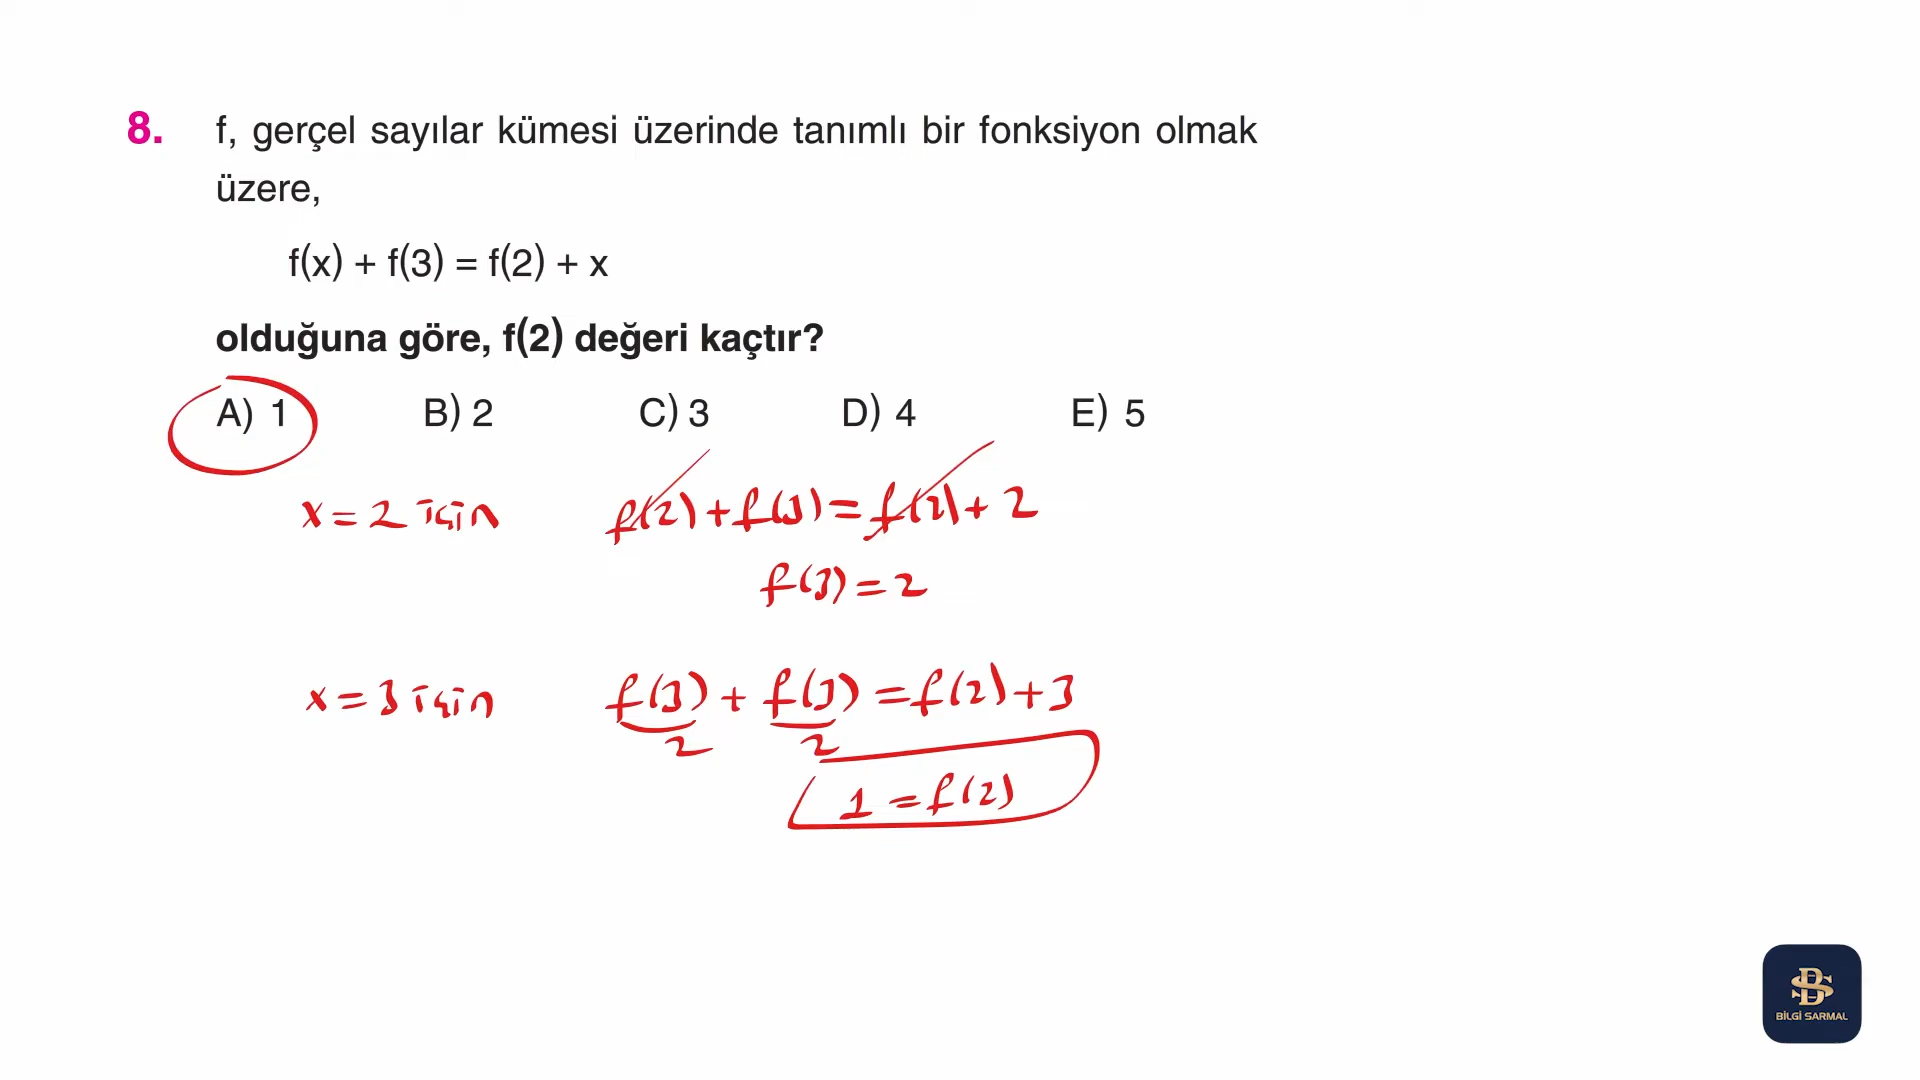 8. f, gerçel sayılar kümesi üzerinde tanımlı bir fonksiyon olmak
üzere,
f(x) + f(3) = f(2) + x
olduğuna göre, f(2) değeri kaçtır?
A) 1 B) 2 C) 3 D) 4 E) 5
x = 2 için f(2) + f(3) = f(2) + 2
f(3) = 2
x = 3 için f(3) + f(3) = f(2) + 3
2 2
1 = f(2)
BS
BİLGİ SARMAL